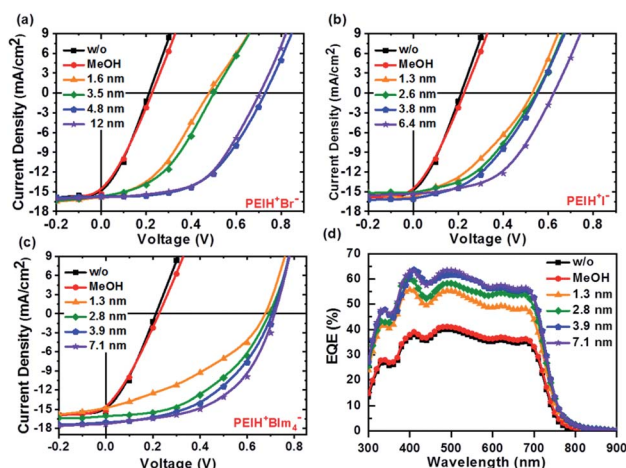 (a)
9
6
3
0
-3
-6
-9
-12
-15
-18
Current Density (mA/cm²)
w/o
MeOH
1.6 nm
3.5 nm
4.8 nm
12 nm
PEIH⁺Br⁻
-0.2 0.0 0.2 0.4 0.6 0.8
Voltage (V)
(b)
9
6
3
0
-3
-6
-9
-12
-15
-18
Current Density (mA/cm²)
w/o
MeOH
1.3 nm
2.6 nm
3.8 nm
6.4 nm
PEIH⁺I⁻
-0.2 0.0 0.2 0.4 0.6 0.8
Voltage (V)
(c)
9
6
3
0
-3
-6
-9
-12
-15
-18
Current Density (mA/cm²)
w/o
MeOH
1.3 nm
2.8 nm
3.9 nm
7.1 nm
PEIH⁺BIm₄⁻
-0.2 0.0 0.2 0.4 0.6 0.8
Voltage (V)
(d)
80
70
60
50
40
30
20
10
0
EQE (%)
w/o
MeOH
1.3 nm
2.8 nm
3.9 nm
7.1 nm
300 400 500 600 700 800 900
Wavelength (nm)